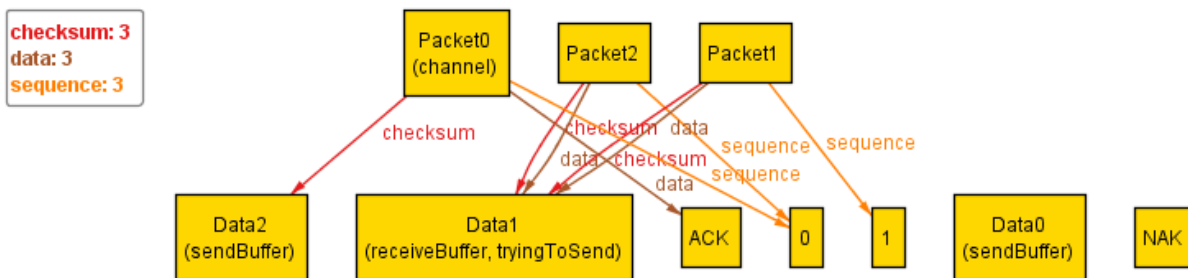 checksum: 3
data: 3
sequence: 3
Packet0
(channel)
Packet2
Packet1
checksum
checksum
data
sequence
sequence
data
checksum
sequence
data
Data2
(sendBuffer)
Data1
(receiveBuffer, tryingToSend)
ACK
0
1
Data0
(sendBuffer)
NAK